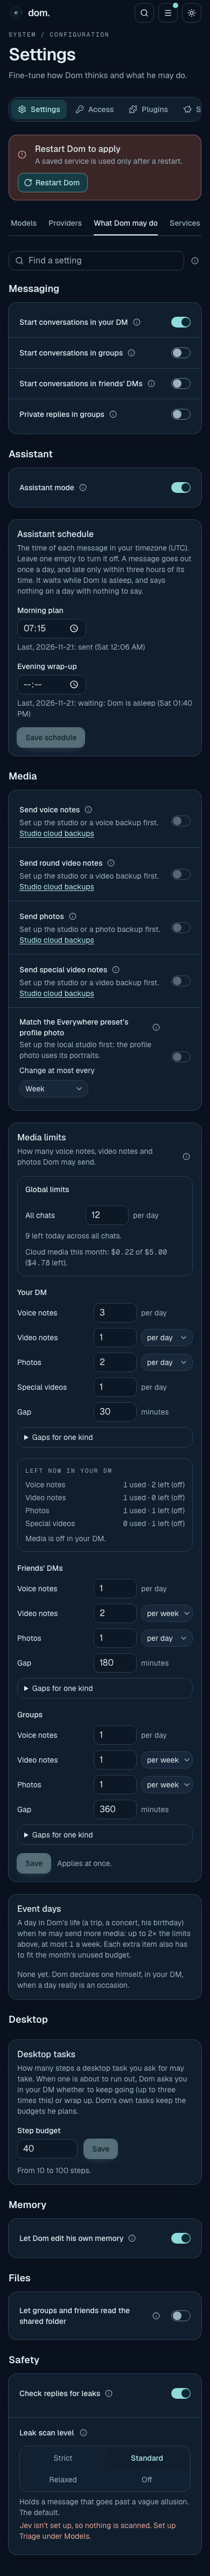 dom.
SYSTEM / CONFIGURATION
Settings
Fine-tune how Dom thinks and what he may do.
Settings Access Plugins S
Restart Dom to apply
A saved service is used only after a restart.
Restart Dom
Models Providers What Dom may do Services
Find a setting
Messaging
Start conversations in your DM
Start conversations in groups
Start conversations in friends' DMs
Private replies in groups
Assistant
Assistant mode
Assistant schedule
The time of each message in your timezone (UTC).
Leave one empty to turn it off. A message goes out once a
day, and late only within three hours of its
time. It waits while Dom is asleep, and says
nothing on a day with nothing to say.
Morning plan
07:15
Last, 2026-11-21: sent (Sat 12:06 AM)
Evening wrap-up
--:--
Last, 2026-11-21: waiting: Dom is asleep (Sat 01:40
PM)
Save schedule
Media
Send voice notes
Set up the studio or a voice backup first.
Studio cloud backups
Send round video notes
Set up the studio or a video backup first.
Studio cloud backups
Send photos
Set up the studio or a photo backup first.
Studio cloud backups
Send special video notes
Set up the studio or a video backup first.
Studio cloud backups
Match the Everywhere preset's
profile photo
Set up the local studio first: the profile
photo uses its portraits.
Change at most every
Week
Media limits
How many voice notes, video notes and
photos Dom may send.
Global limits
All chats 12 per day
9 left today across all chats.
Cloud media this month: $0.22 of $5.00
($4.78 left).
Your DM
Voice notes 3 per day
Video notes 1 per day
Photos 2 per day
Special videos 1 per day
Gap 30 minutes
Gaps for one kind
LEFT NOW IN YOUR DM
Voice notes 1 used · 2 left (off)
Video notes 1 used · 0 left (off)
Photos 1 used · 1 left (off)
Special videos 0 used · 1 left (off)
Media is off in your DM.
Friends' DMs
Voice notes 1 per day
Video notes 2 per week
Photos 1 per day
Gap 180 minutes
Gaps for one kind
Groups
Voice notes 1 per day
Video notes 1 per week
Photos 1 per week
Gap 360 minutes
Gaps for one kind
Save Applies at once.
Event days
A day in Dom's life (a trip, a concert, his birthday)
when he may send more media: up to 2× the limits
above, at most 1 a week. Each extra item also has
to fit the month's unused budget.
None yet. Dom declares one himself, in your DM,
when a day really is an occasion.
Desktop
Desktop tasks
How many steps a desktop task you ask for may
take. When one is about to run out, Dom asks you
in your DM whether to keep going (up to three
times this) or wrap up. Dom's own tasks keep the
budgets he plans.
Step budget
40 Save
From 10 to 100 steps.
Memory
Let Dom edit his own memory
Files
Let groups and friends read the
shared folder
Safety
Check replies for leaks
Leak scan level
Strict Standard
Relaxed Off
Holds a message that goes past a vague allusion.
The default.
Jev isn't set up, so nothing is scanned. Set up
Triage under Models.